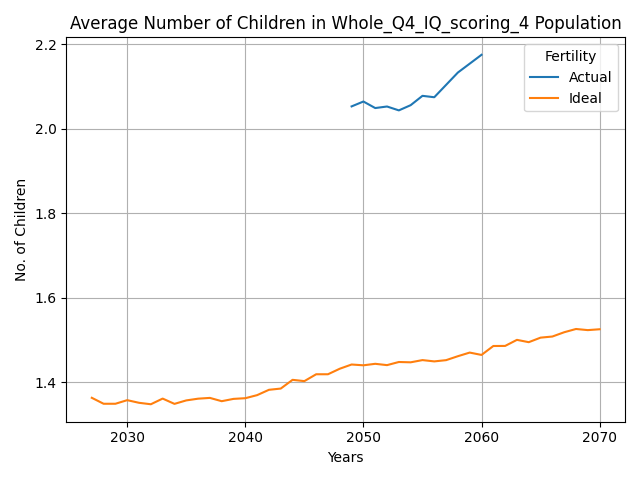 Average Number of Children in Whole_Q4_IQ_scoring_4 Population
Fertility
Actual
Ideal
2.2
2.0
1.8
1.6
1.4
No. of Children
2030
2040
2050
2060
2070
Years